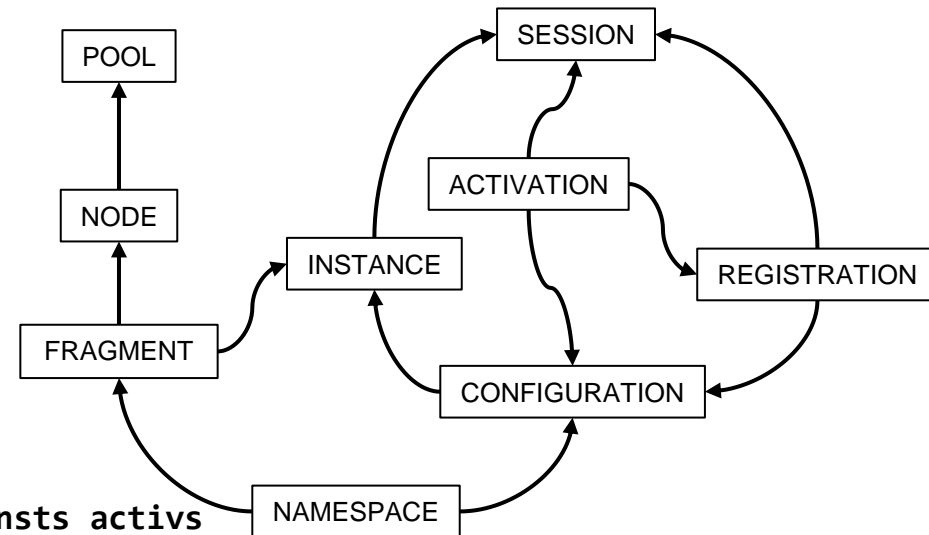 SESSION
POOL
ACTIVATION
NODE
INSTANCE
REGISTRATION
FRAGMENT
CONFIGURATION
NAMESPACE
nsts activs